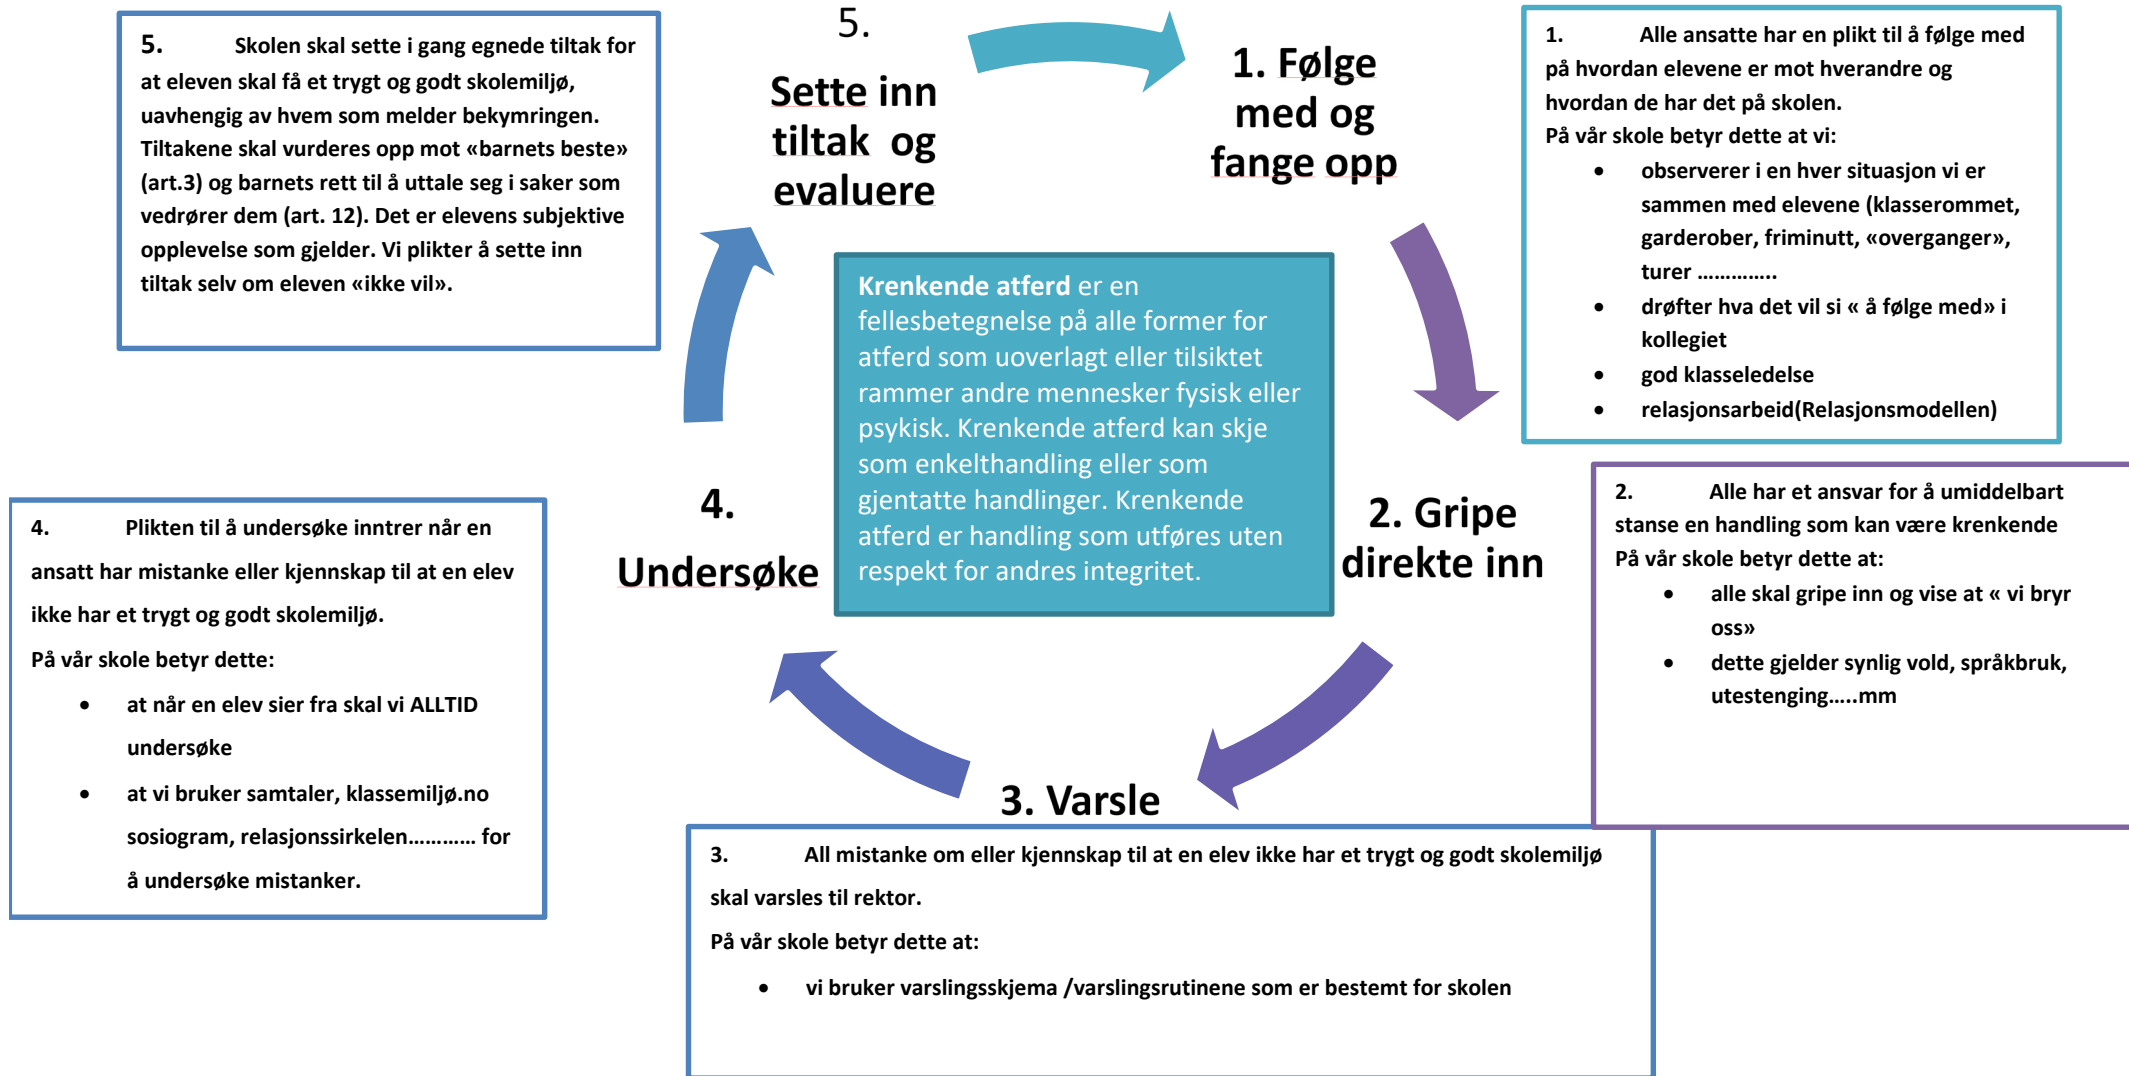 5.
Sette inn
tiltak  og
evaluere
1. Følge
med og
fange opp
2. Gripe
direkte inn
3. Varsle
4.
Undersøke
Krenkende atferd er en
fellesbetegnelse på alle former for
atferd som uoverlagt eller tilsiktet
rammer andre mennesker fysisk eller
psykisk. Krenkende atferd kan skje
som enkelthandling eller som
gjentatte handlinger. Krenkende
atferd er handling som utføres uten
respekt for andres integritet.
1. Alle ansatte har en plikt til å følge med
på hvordan elevene er mot hverandre og
hvordan de har det på skolen.
På vår skole betyr dette at vi:
• observerer i en hver situasjon vi er
sammen med elevene (klasserommet,
garderober, friminutt, «overganger»,
turer …………..
• drøfter hva det vil si « å følge med» i
kollegiet
• god klasseledelse
• relasjonsarbeid(Relasjonsmodellen)
2. Alle har et ansvar for å umiddelbart
stanse en handling som kan være krenkende
På vår skole betyr dette at:
• alle skal gripe inn og vise at « vi bryr
oss»
• dette gjelder synlig vold, språkbruk,
utestenging…..mm
3. All mistanke om eller kjennskap til at en elev ikke har et trygt og godt skolemiljø
skal varsles til rektor.
På vår skole betyr dette at:
• vi bruker varslingsskjema /varslingsrutinene som er bestemt for skolen
4. Plikten til å undersøke inntrer når en
ansatt har mistanke eller kjennskap til at en elev
ikke har et trygt og godt skolemiljø.
På vår skole betyr dette:
• at når en elev sier fra skal vi ALLTID
undersøke
• at vi bruker samtaler, klassemiljø.no
sosiogram, relasjonssirkelen………… for
å undersøke mistanker.
5. Skolen skal sette i gang egnede tiltak for
at eleven skal få et trygt og godt skolemiljø,
uavhengig av hvem som melder bekymringen.
Tiltakene skal vurderes opp mot «barnets beste»
(art.3) og barnets rett til å uttale seg i saker som
vedrører dem (art. 12). Det er elevens subjektive
opplevelse som gjelder. Vi plikter å sette inn
tiltak selv om eleven «ikke vil».